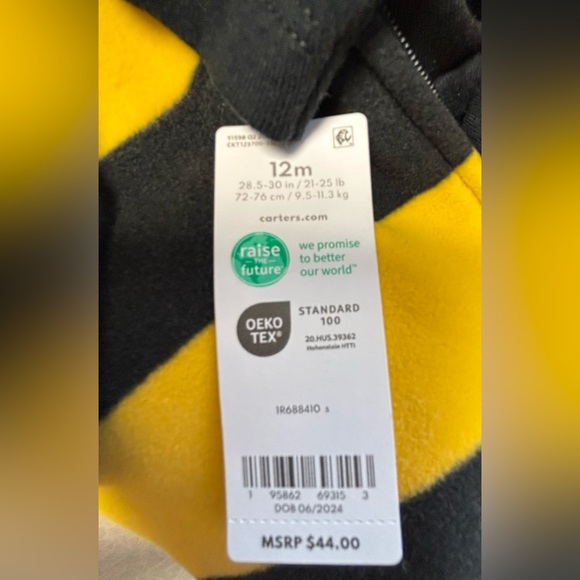 12m
28.5-30 in / 21-25 lb
72-76 cm / 9.5-11.3 kg
carters.com
raise
THE
future
we promise
to better
our world™
OEKO
TEX®
STANDARD
100
20.HUS.39362
Hohenstein HTTI
1R688410 s
1 95862 69315 3
DOB 06/2024
MSRP $44.00